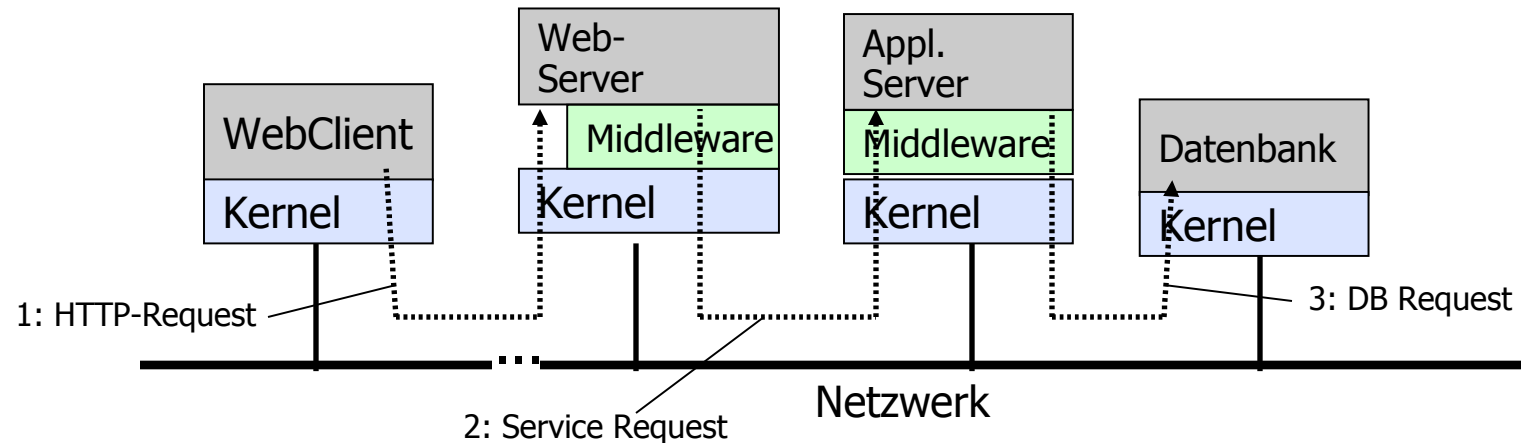 Web-
Server
Appl.
Server
WebClient
Middleware
Middleware
Datenbank
Kernel
Kernel
Kernel
Kernel
1: HTTP-Request
3: DB Request
...
Netzwerk
2: Service Request